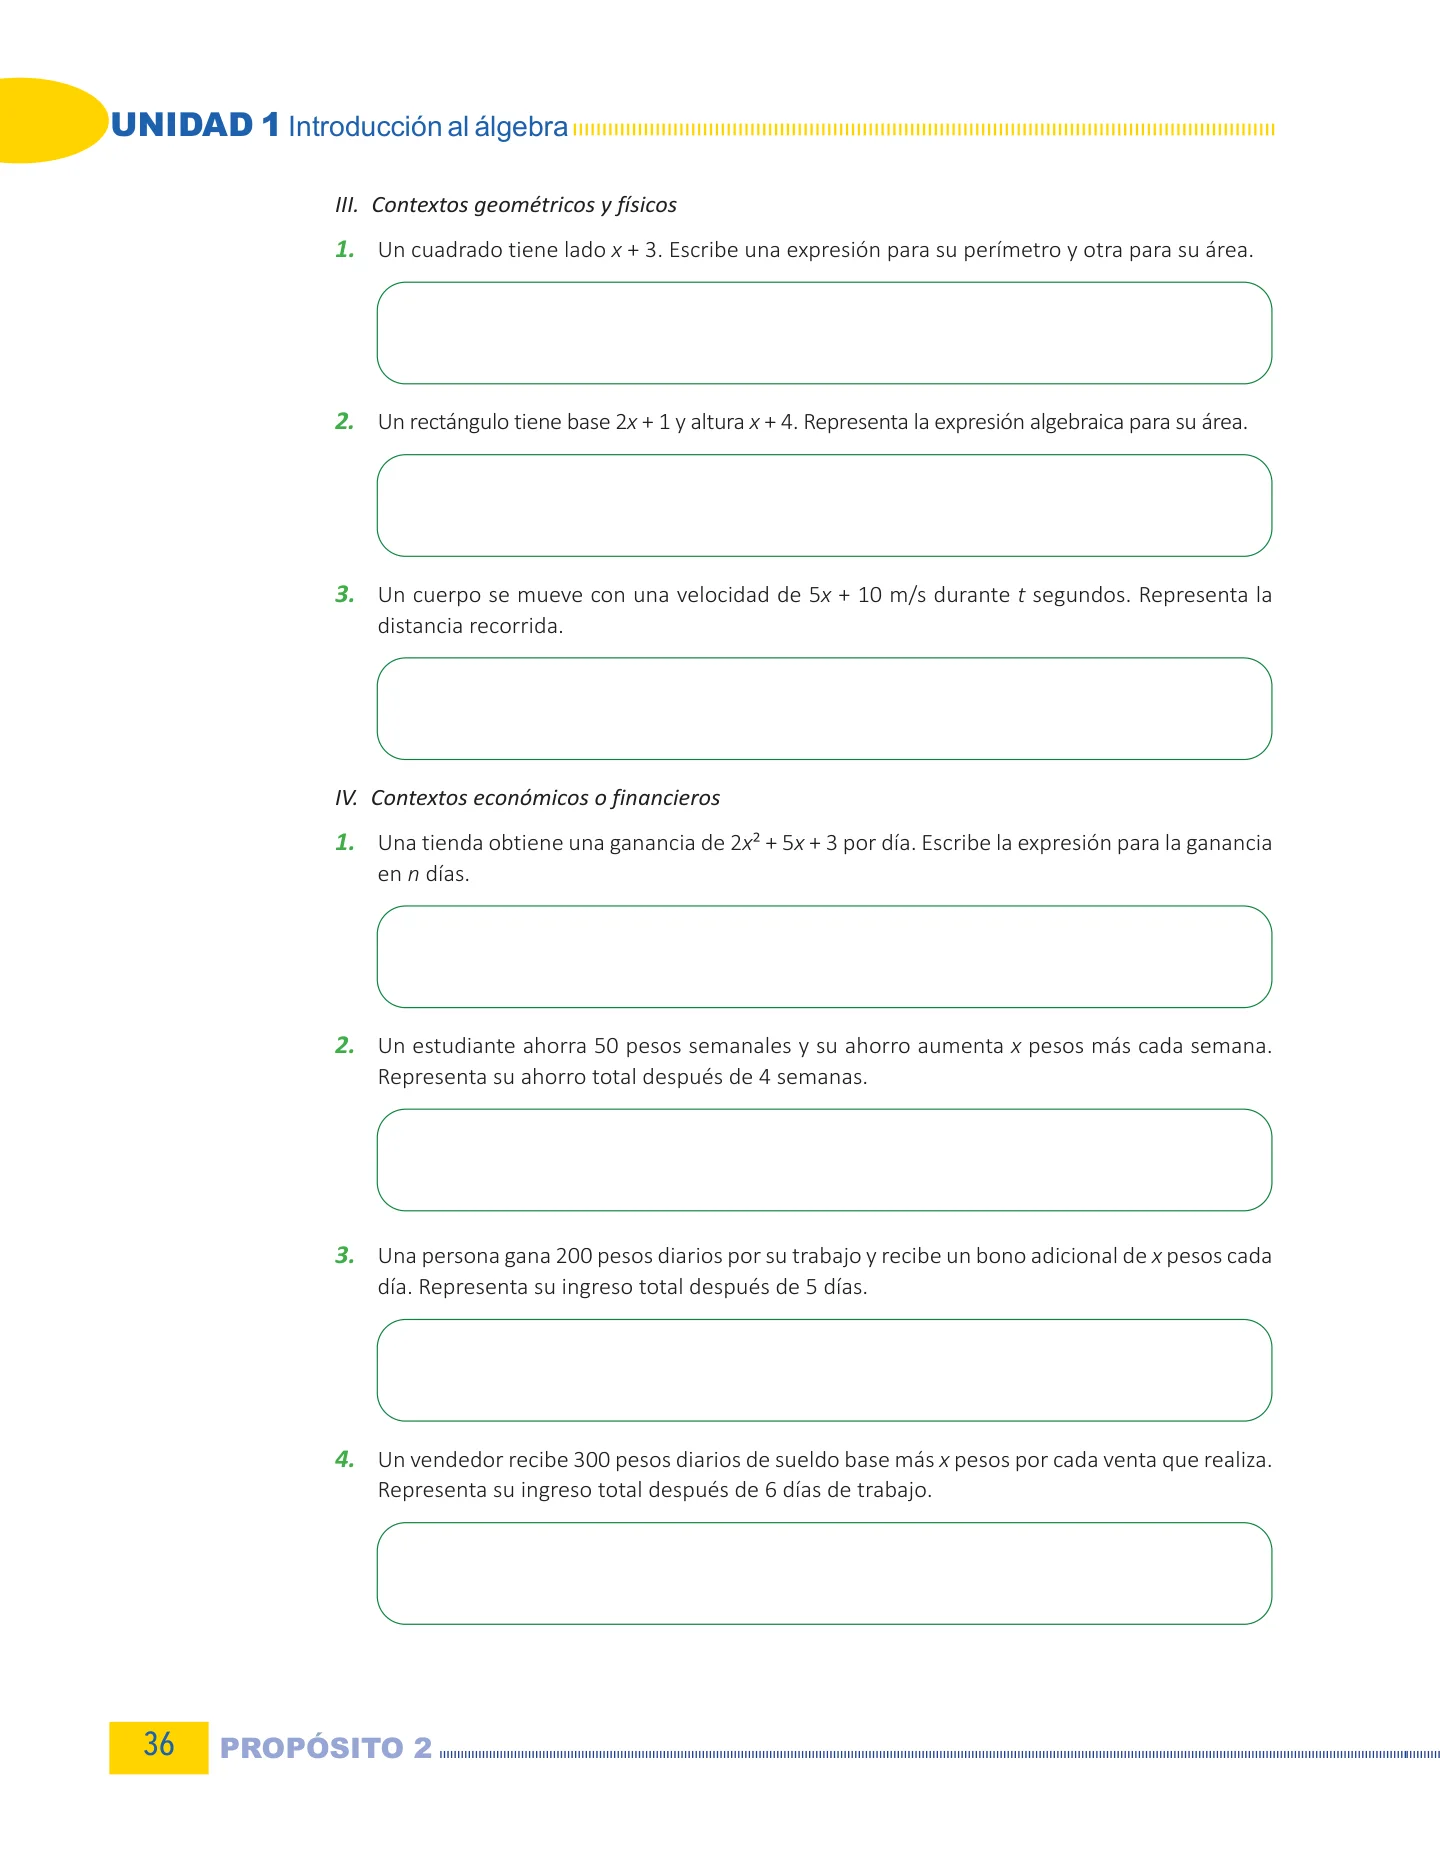 UNIDAD 1 Introducción al álgebra
III. Contextos geométricos y físicos
1. Un cuadrado tiene lado x + 3. Escribe una expresión para su perímetro y otra para su área.
2. Un rectángulo tiene base 2x + 1 y altura x + 4. Representa la expresión algebraica para su área.
3. Un cuerpo se mueve con una velocidad de 5x + 10 m/s durante t segundos. Representa la
distancia recorrida.
IV. Contextos económicos o financieros
1. Una tienda obtiene una ganancia de 2x² + 5x + 3 por día. Escribe la expresión para la ganancia
en n días.
2. Un estudiante ahorra 50 pesos semanales y su ahorro aumenta x pesos más cada semana.
Representa su ahorro total después de 4 semanas.
3. Una persona gana 200 pesos diarios por su trabajo y recibe un bono adicional de x pesos cada
día. Representa su ingreso total después de 5 días.
4. Un vendedor recibe 300 pesos diarios de sueldo base más x pesos por cada venta que realiza.
Representa su ingreso total después de 6 días de trabajo.
36 PROPÓSITO 2